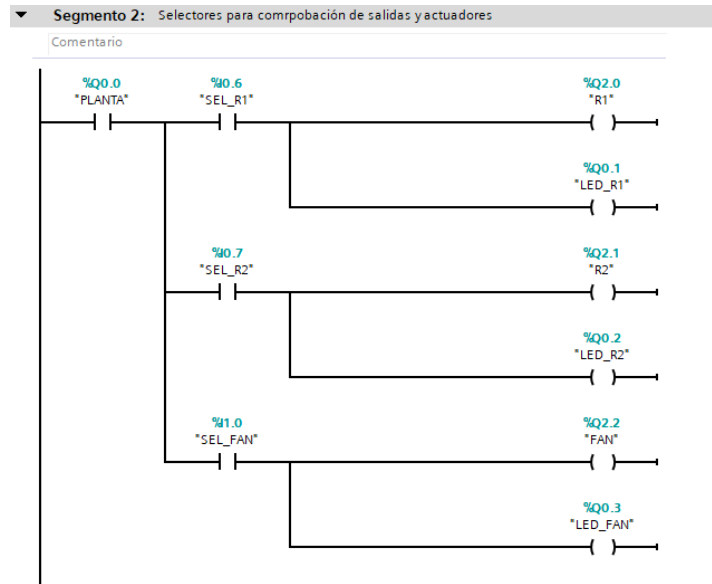 Segmento 2: Selectores para comrpobación de salidas y actuadores
Comentario
%Q0.0 %I0.6 %Q2.0
"PLANTA" "SEL_R1" "R1"
%Q0.1
"LED_R1"
%I0.7 %Q2.1
"SEL_R2" "R2"
%Q0.2
"LED_R2"
%I1.0 %Q2.2
"SEL_FAN" "FAN"
%Q0.3
"LED_FAN"